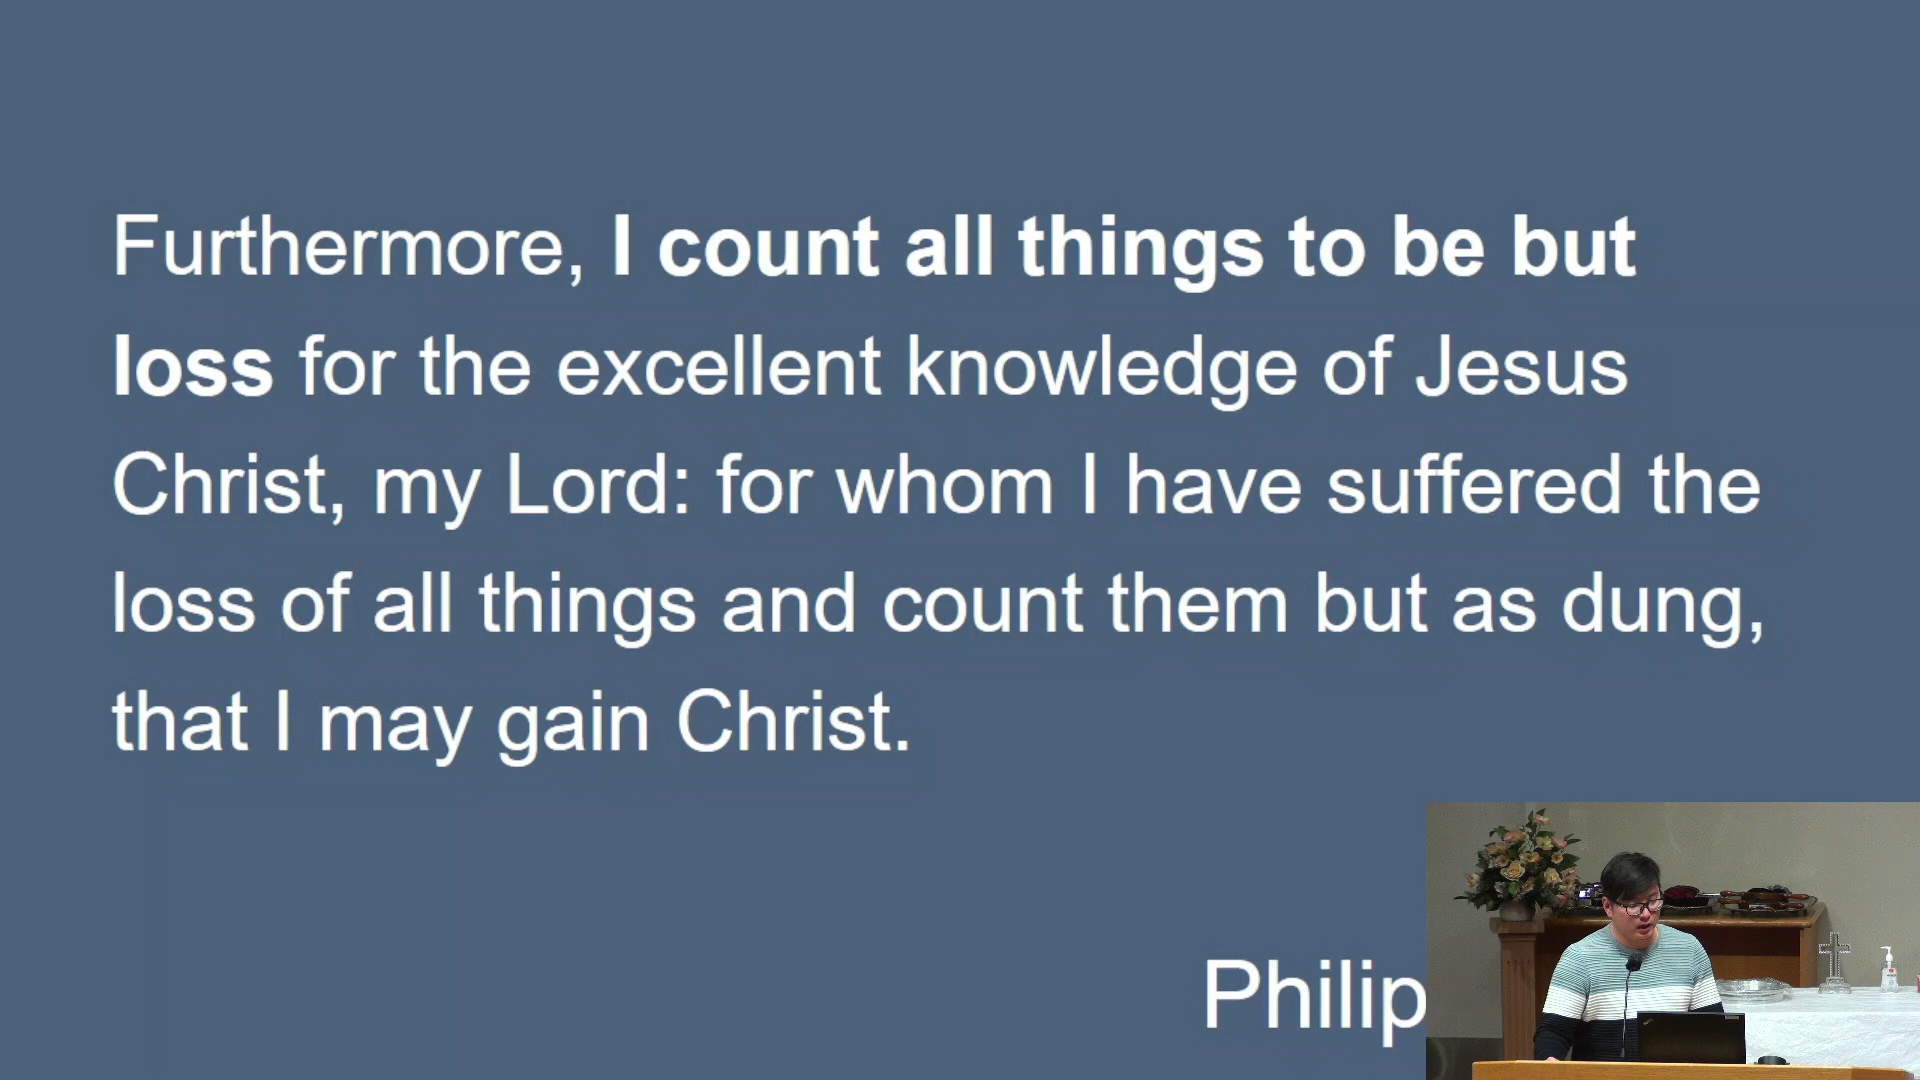 Furthermore, I count all things to be but
loss for the excellent knowledge of Jesus
Christ, my Lord: for whom I have suffered the
loss of all things and count them but as dung,
that I may gain Christ.
Philip